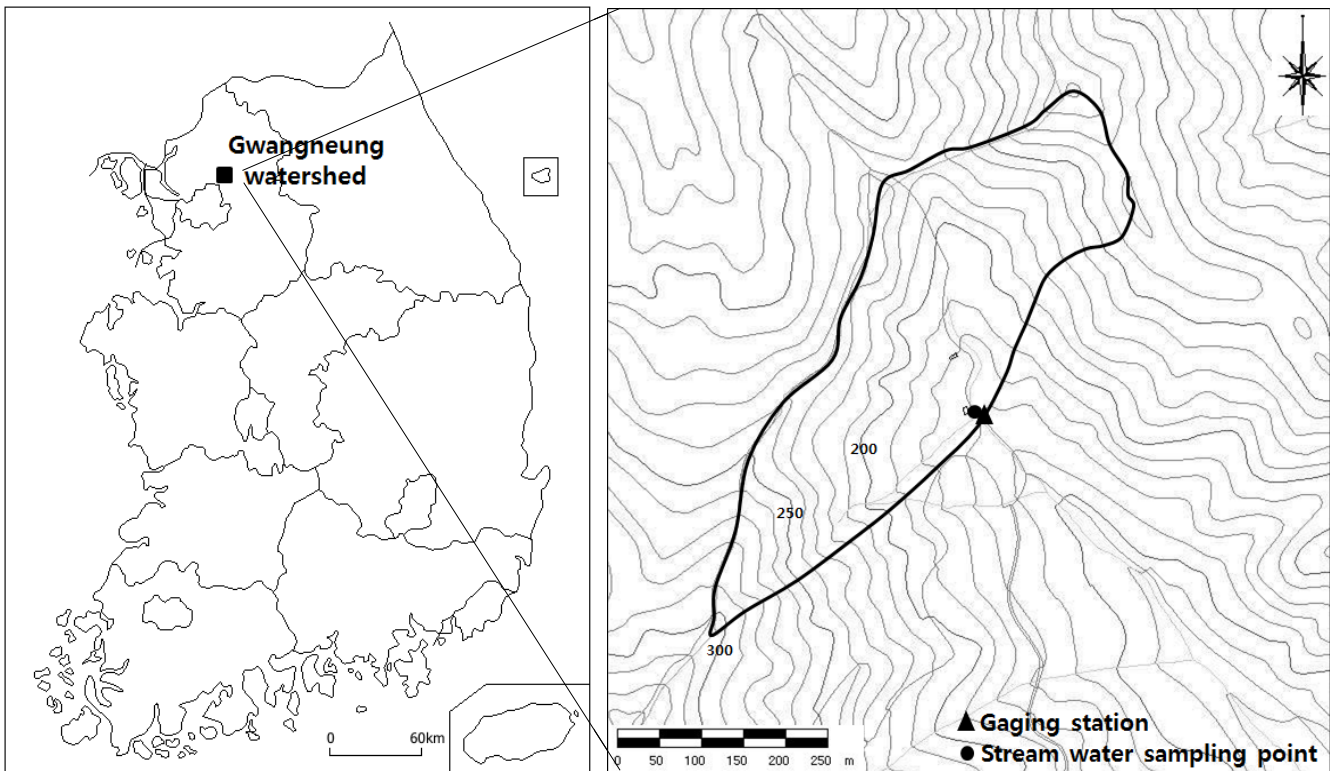 Gwangneung
watershed
0 60km
200
250
300
0 50 100 150 200 250 m
Gaging station
Stream water sampling point